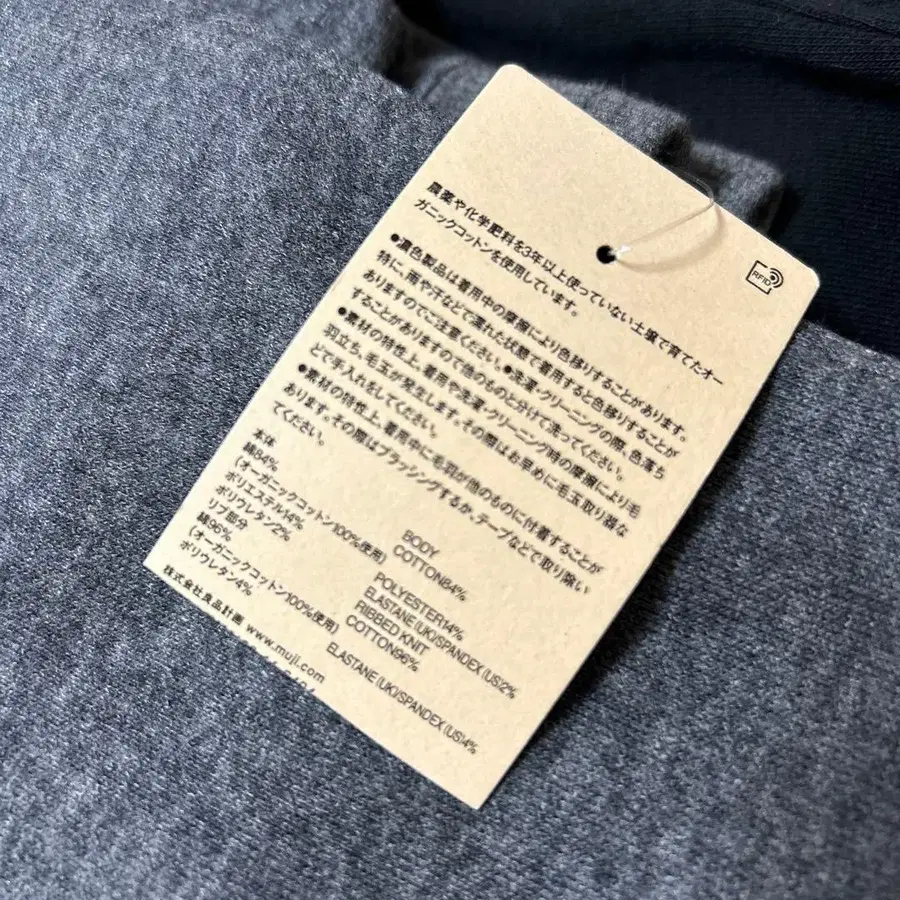 RFID
農薬や化学肥料を3年以上使っていない土壌で育てたオー
ガニックコットンを使用しています。
●濃色製品は着用中の摩擦により色移りすることがあります。
特に、雨や汗などで濡れた状態で着用すると色移りすることが
ありますのでご注意ください。●洗濯・クリーニングの際、色落ち
することがありますので他のものと分けて洗ってください。
●素材の特性上、着用や洗濯・クリーニング時の摩擦により毛
羽立ち、毛玉が発生します。その際はお早めに毛玉取り器な
どで手入れをしてください。
●素材の特性上、着用中に毛羽が他のものに付着することが
あります。その際はブラッシングするか、テープなどで取り除い
てください。
本体
綿84%
(オーガニックコットン100%使用)
ポリエステル14%
ポリウレタン2%
リブ部分
綿96%
(オーガニックコットン100%使用)
ポリウレタン4%
BODY
COTTON84%
POLYESTER14%
ELASTANE (UK)/SPANDEX (US)2%
RIBBED KNIT
COTTON96%
ELASTANE (UK)/SPANDEX (US)4%
株式会社良品計画 www.muji.com